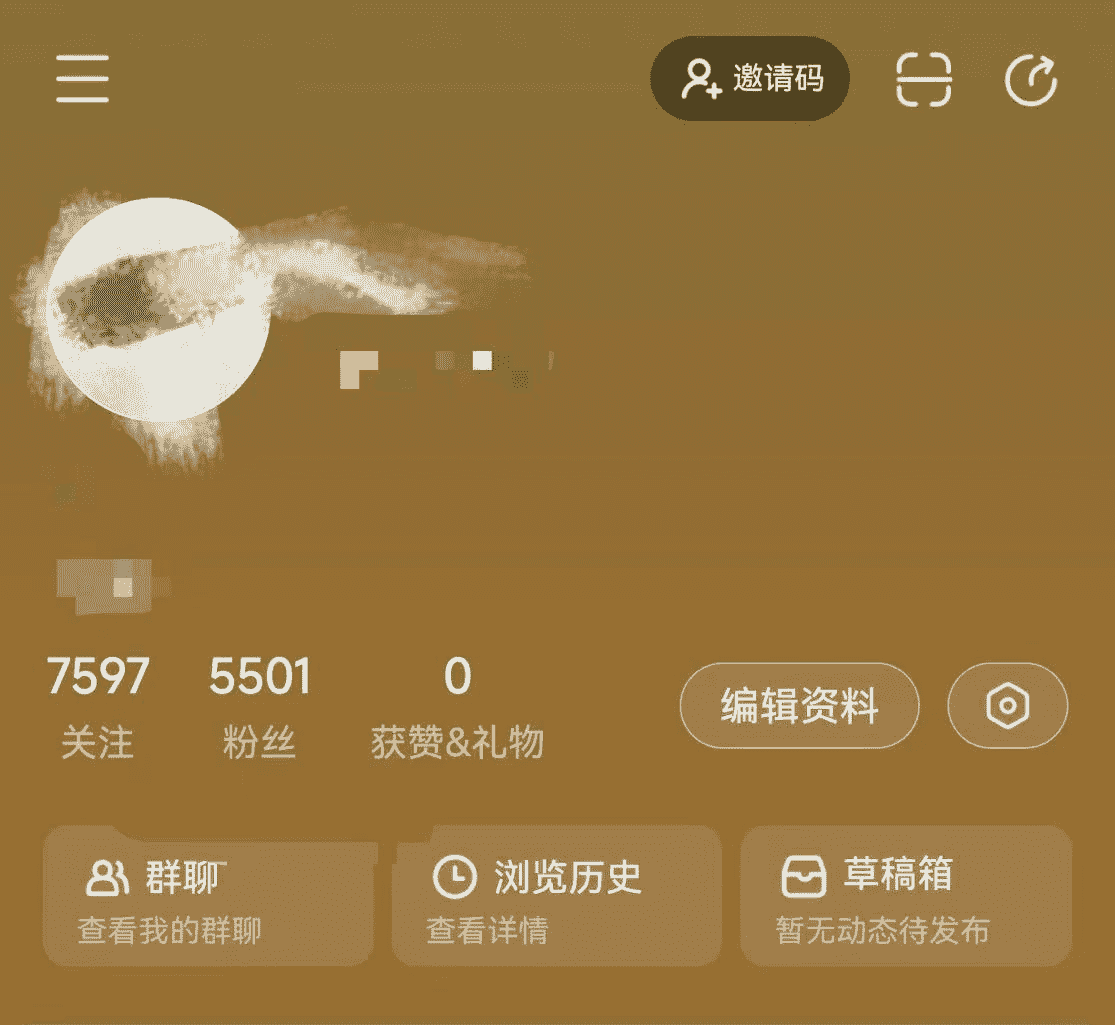 邀请码
7597 5501 0
关注 粉丝 获赞&礼物
编辑资料
群聊 浏览历史 草稿箱
查看我的群聊 查看详情 暂无动态待发布